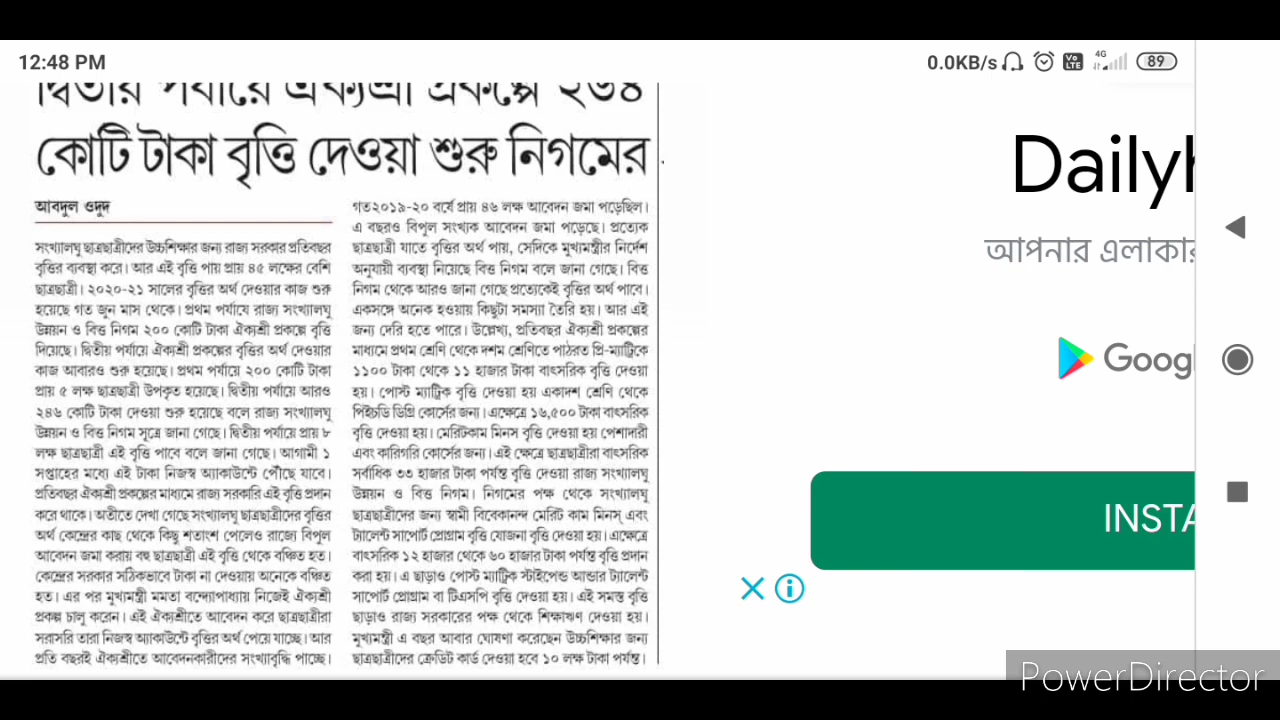 12:48 PM
0.0KB/s
4G
Vo
LTE
89
দ্বিতীয় পর্যায়ে ঐক্যশ্রী প্রকল্পে ২৩৪
কোটি টাকা বৃত্তি দেওয়া শুরু নিগমের
আবদুল ওদুদ
সংখ্যালঘু ছাত্রছাত্রীদের উচ্চশিক্ষার জন্য রাজ্য সরকার প্রতিবছর
বৃত্তির ব্যবস্থা করে। আর এই বৃত্তি পায় প্রায় ৪৫ লক্ষের বেশি
ছাত্রছাত্রী। ২০২০-২১ সালের বৃত্তির অর্থ দেওয়ার কাজ শুরু
হয়েছে গত জুন মাস থেকে। প্রথম পর্যাযে রাজ্য সংখ্যালঘু
উন্নয়ন ও বিত্ত নিগম ২০০ কোটি টাকা ঐক্যশ্রী প্রকল্পে বৃত্তি
দিয়েছে। দ্বিতীয় পর্যায়ে ঐক্যশ্রী প্রকল্পের বৃত্তির অর্থ দেওয়ার
কাজ আবারও শুরু হয়েছে। প্রথম পর্যায়ে ২০০ কোটি টাকা
প্রায় ৫ লক্ষ ছাত্রছাত্রী উপকৃত হয়েছে। দ্বিতীয় পর্যায়ে আরও
২৪৬ কোটি টাকা দেওয়া শুরু হয়েছে বলে রাজ্য সংখ্যালঘু
উন্নয়ন ও বিত্ত নিগম সূত্রে জানা গেছে। দ্বিতীয় পর্যায়ে প্রায় ৮
লক্ষ ছাত্রছাত্রী এই বৃত্তি পাবে বলে জানা গেছে। আগামী ১
সপ্তাহের মধ্যে এই টাকা নিজস্ব অ্যাকাউন্টে পৌঁছে যাবে।
প্রতিবছর ঐক্যশ্রী প্রকল্পের মাধ্যমে রাজ্য সরকারি এই বৃত্তি প্রদান
করে থাকে। অতীতে দেখা গেছে সংখ্যালঘু ছাত্রছাত্রীদের বৃত্তির
অর্থ কেন্দ্রের কাছ থেকে কিছু শতাংশ পেলেও রাজ্যে বিপুল
আবেদন জমা করায় বহু ছাত্রছাত্রী এই বৃত্তি থেকে বঞ্চিত হত।
কেন্দ্রের সরকার সঠিকভাবে টাকা না দেওয়ায় অনেকে বঞ্চিত
হত। এর পর মুখ্যমন্ত্রী মমতা বন্দ্যোপাধ্যায় নিজেই ঐক্যশ্রী
প্রকল্প চালু করেন। এই ঐক্যশ্রীতে আবেদন করে ছাত্রছাত্রীরা
সরাসরি তারা নিজস্ব অ্যাকাউন্টে বৃত্তির অর্থ পেয়ে যাচ্ছে। আর
প্রতি বছরই ঐক্যশ্রীতে আবেদনকারীদের সংখ্যাবৃদ্ধি পাচ্ছে।
গত২০১৯-২০ বর্ষে প্রায় ৪৬ লক্ষ আবেদন জমা পড়েছিল।
এ বছরও বিপুল সংখ্যক আবেদন জমা পড়েছে। প্রত্যেক
ছাত্রছাত্রী যাতে বৃত্তির অর্থ পায়, সেদিকে মুখ্যমন্ত্রীর নির্দেশ
অনুযায়ী ব্যবস্থা নিয়েছে বিত্ত নিগম বলে জানা গেছে। বিত্ত
নিগম থেকে আরও জানা গেছে প্রত্যেকেই বৃত্তির অর্থ পাবে।
একসঙ্গে অনেক হওয়ায় কিছুটা সমস্যা তৈরি হয়। আর এই
জন্য দেরি হতে পারে। উল্লেখ্য, প্রতিবছর ঐক্যশ্রী প্রকল্পের
মাধ্যমে প্রথম শ্রেণি থেকে দশম শ্রেণিতে পাঠরত প্রি-ম্যাট্রিকে
১১০০ টাকা থেকে ১১ হাজার টাকা বাৎসরিক বৃত্তি দেওয়া
হয়। পোস্ট ম্যাট্রিক বৃত্তি দেওয়া হয় একাদশ শ্রেণি থেকে
পিইচডি ডিগ্রি কোর্সের জন্য। এক্ষেত্রে ১৬,৫০০ টাকা বাৎসরিক
বৃত্তি দেওয়া হয়। মেরিটকাম মিনস বৃত্তি দেওয়া হয় পেশাদারী
এবং কারিগরি কোর্সের জন্য। এই ক্ষেত্রে ছাত্রছাত্রীরা বাৎসরিক
সর্বাধিক ৩৩ হাজার টাকা পর্যন্ত বৃত্তি দেওয়া রাজ্য সংখ্যালঘু
উন্নয়ন ও বিত্ত নিগম। নিগমের পক্ষ থেকে সংখ্যালঘু
ছাত্রছাত্রীদের জন্য স্বামী বিবেকানন্দ মেরিট কাম মিনস্ এবং
ট্যালেন্ট সাপোর্ট প্রোগ্রাম বৃত্তি যোজনা বৃত্তি দেওয়া হয়। এক্ষেত্রে
বাৎসরিক ১২ হাজার থেকে ৬০ হাজার টাকা পর্যন্ত বৃত্তি প্রদান
করা হয়। এ ছাড়াও পোস্ট ম্যাট্রিক স্টাইপেন্ড আন্ডার ট্যালেন্ট
সাপোর্ট প্রোগ্রাম বা টিএসপি বৃত্তি দেওয়া হয়। এই সমস্ত বৃত্তি
ছাড়াও রাজ্য সরকারের পক্ষ থেকে শিক্ষাঋণ দেওয়া হয়।
মুখ্যমন্ত্রী এ বছর আবার ঘোষণা করেছেন উচ্চশিক্ষার জন্য
ছাত্রছাত্রীদের ক্রেডিট কার্ড দেওয়া হবে ১০ লক্ষ টাকা পর্যন্ত।
Dailyh
আপনার এলাকার
Googl
INSTA
PowerDirector